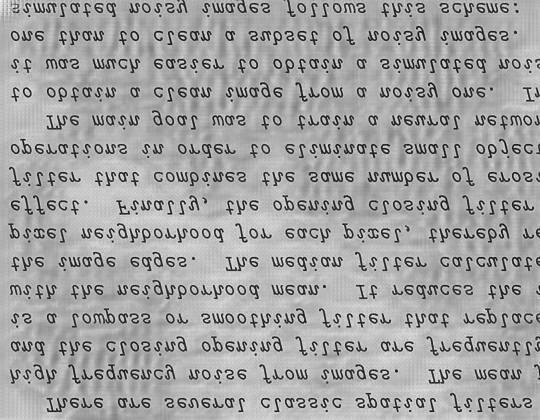 There are several classic spatial filters
high frequency noise from images. The mean f
and the closing opening filter are frequently
is a lowpass or smoothing filter that replace
with the neighborhood mean. It reduces the i
the image edges. The median filter calculate
pixel neighborhood for each pixel, thereby re
effect. Finally, the opening closing filter
filter that combines the same number of erosi
operations in order to eliminate small object
The main goal was to train a neural networ
to obtain a clean image from a noisy one. In
it was much easier to obtain a simulated nois
one than to clean a subset of noisy images.
simulated noisy images follows this scheme: